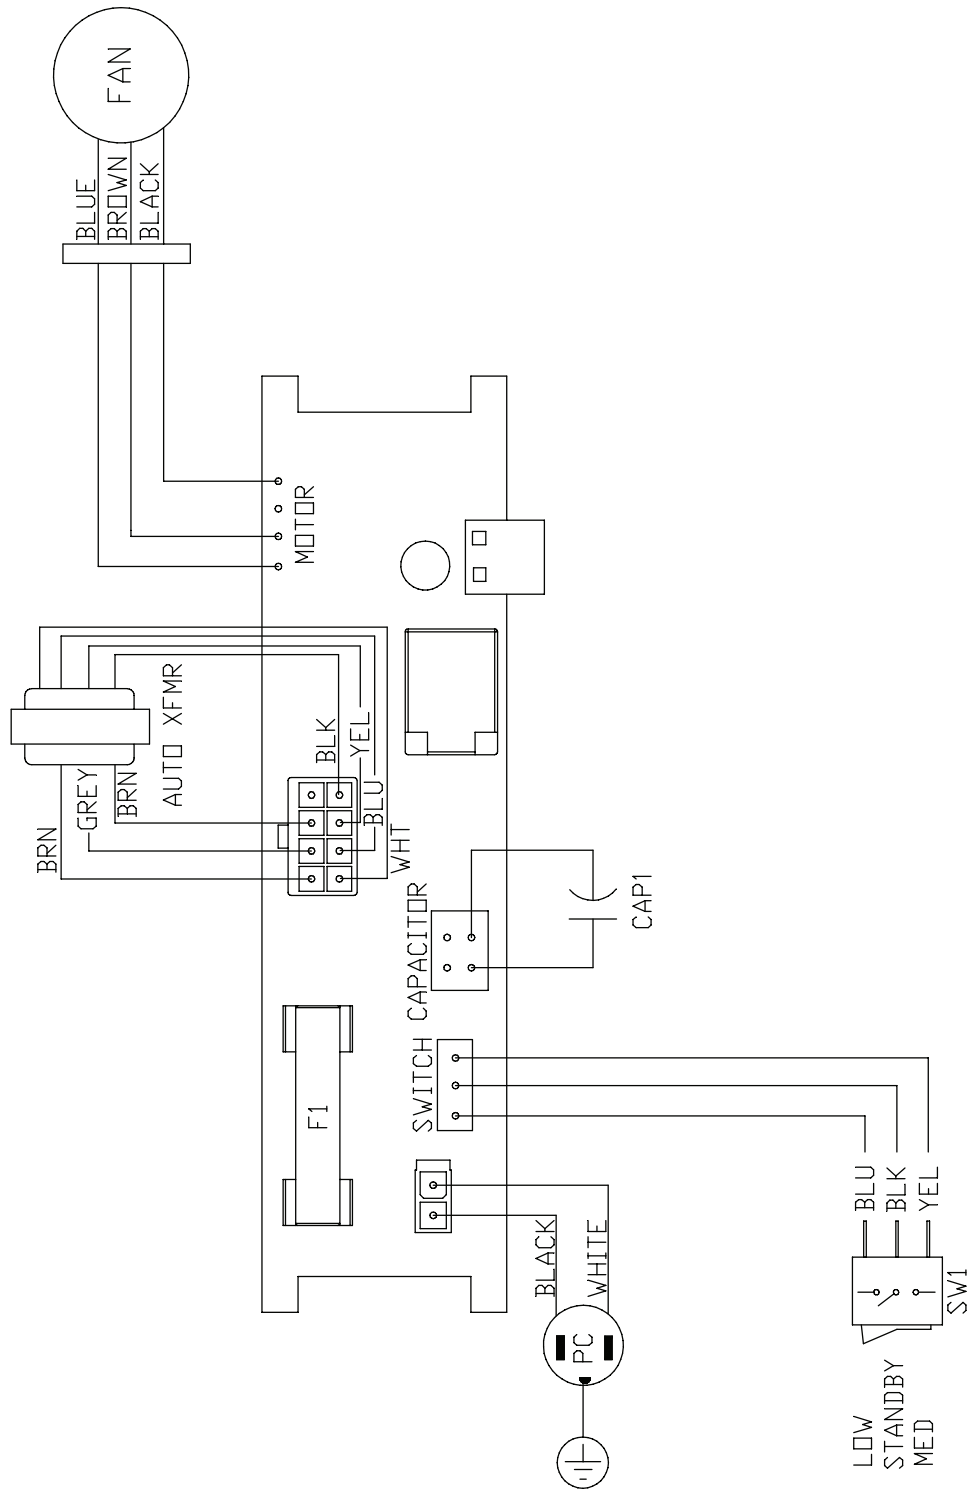 FAN
BLUE
BROWN
BLACK
MOTOR
AUTO XFMR
BLK
YEL
BLU
WHT
GREY
BRN
BRN
CAPACITOR
CAP1
SWITCH
F1
BLACK
WHITE
PC
BLU
BLK
YEL
SW1
LOW
STANDBY
MED